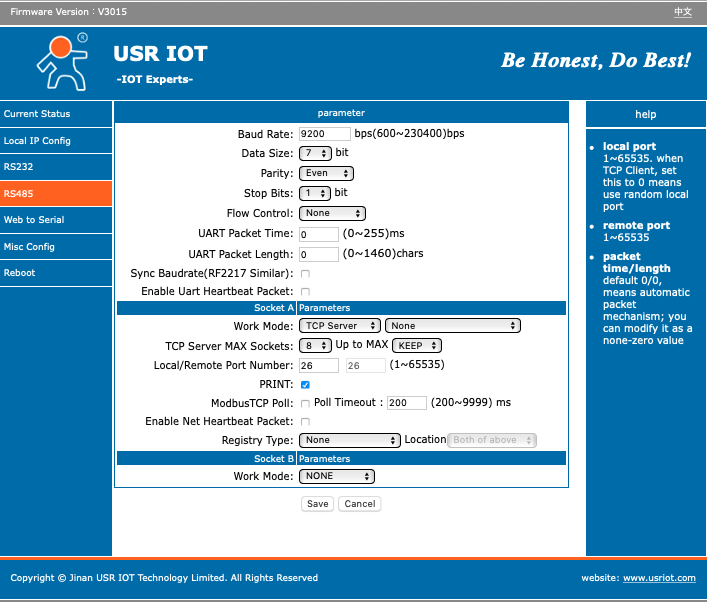 Firmware Version : V3015 中文
®
USR IOT
-IOT Experts-
Be Honest, Do Best!
Current Status
Local IP Config
RS232
RS485
Web to Serial
Misc Config
Reboot
parameter
Baud Rate: 9200 bps(600~230400)bps
Data Size: 7 bit
Parity: Even
Stop Bits: 1 bit
Flow Control: None
UART Packet Time: 0 (0~255)ms
UART Packet Length: 0 (0~1460)chars
Sync Baudrate(RF2217 Similar):
Enable Uart Heartbeat Packet:
Socket A Parameters
Work Mode: TCP Server None
TCP Server MAX Sockets: 8 Up to MAX KEEP
Local/Remote Port Number: 26 26 (1~65535)
PRINT:
ModbusTCP Poll: Poll Timeout : 200 (200~9999) ms
Enable Net Heartbeat Packet:
Registry Type: None Location Both of above
Socket B Parameters
Work Mode: NONE
Save Cancel
help
local port
1~65535. when
TCP Client, set
this to 0 means
use random local
port
remote port
1~65535
packet
time/length
default 0/0,
means automatic
packet
mechanism; you
can modify it as a
none-zero value
Copyright © Jinan USR IOT Technology Limited. All Rights Reserved
website: www.usriot.com